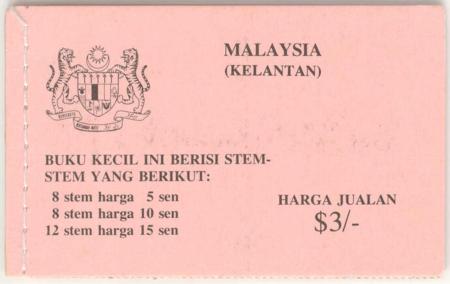 MALAYSIA
(KELANTAN)
BUKU KECIL INI BERISI STEM-
STEM YANG BERIKUT:
8 stem harga 5 sen
8 stem harga 10 sen
12 stem harga 15 sen
HARGA JUALAN
$3/-